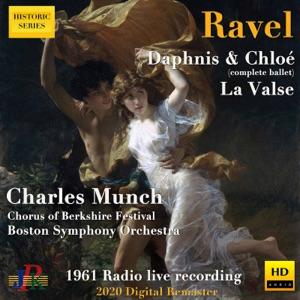 HISTORIC
SERIES
Ravel
Daphnis & Chloé
(complete ballet)
La Valse
Charles Munch
Chorus of Berkshire Festival
Boston Symphony Orchestra
1961 Radio live recording
2020 Digital Remaster
HD
AUDIO